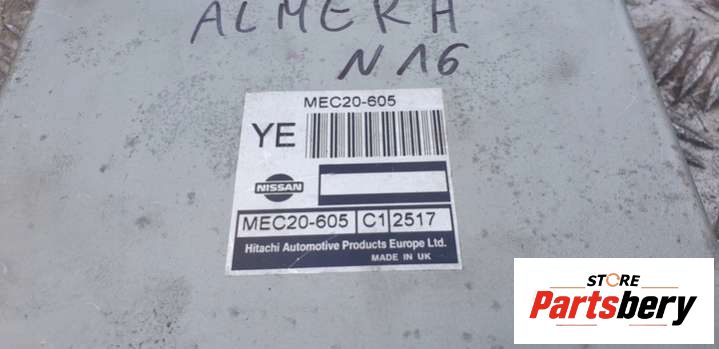 ALMERA
N16
MEC20-605
YE
NISSAN
MEC20-605 C1 2517
Hitachi Automotive Products Europe Ltd.
MADE IN UK
STORE
Partsbery